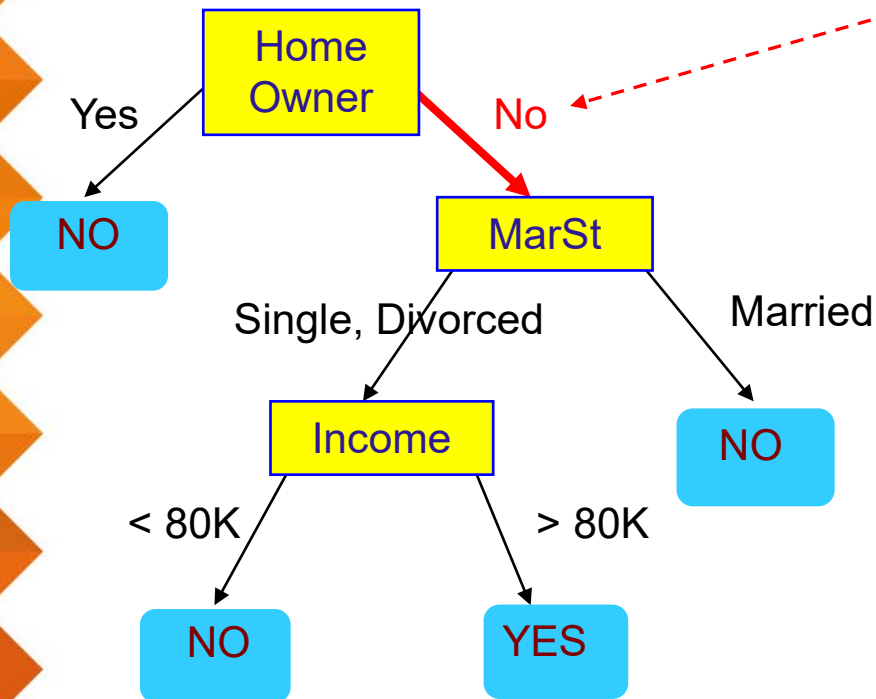 Home
Owner
Yes
No
NO
MarSt
Single, Divorced
Married
Income
NO
< 80K
> 80K
NO
YES